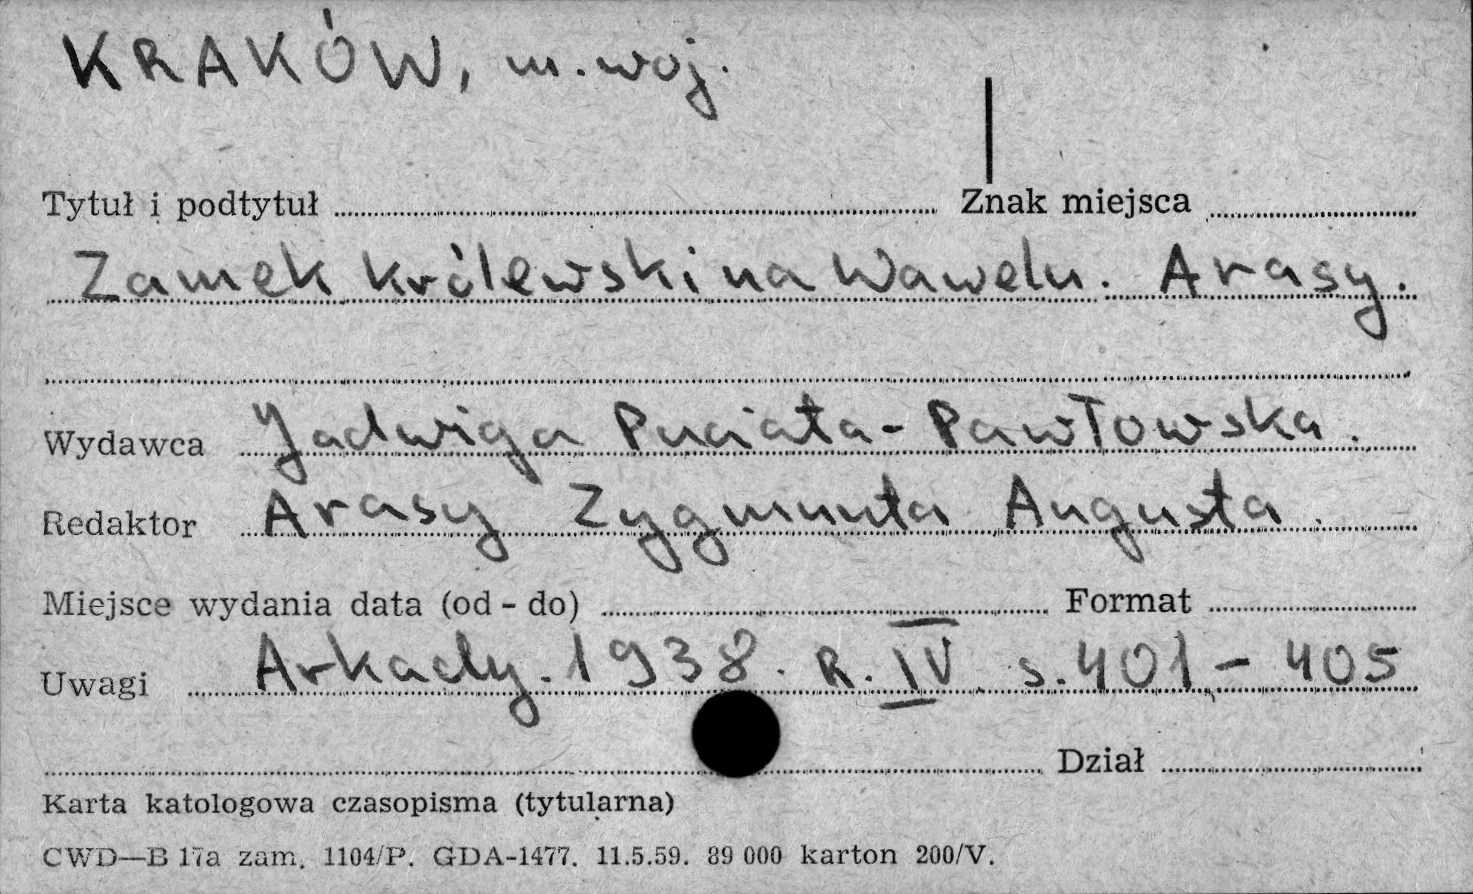 KRAKÓW, m. woj.
Tytuł i podtytuł Znak miejsca
Zamek królewski na Wawelu. Arasy.
Wydawca Jadwiga Puciata-Pawłowska.
Redaktor Arasy Zygmunta Augusta.
Miejsce wydania data (od - do) Format
Uwagi Arkady. 1938. R. IV s. 401 - 405
Dział
Karta katologowa czasopisma (tytularna)
CWD—B 17a zam. 1104/P. GDA-1477. 11.5.59. 89 000 karton 200/V.